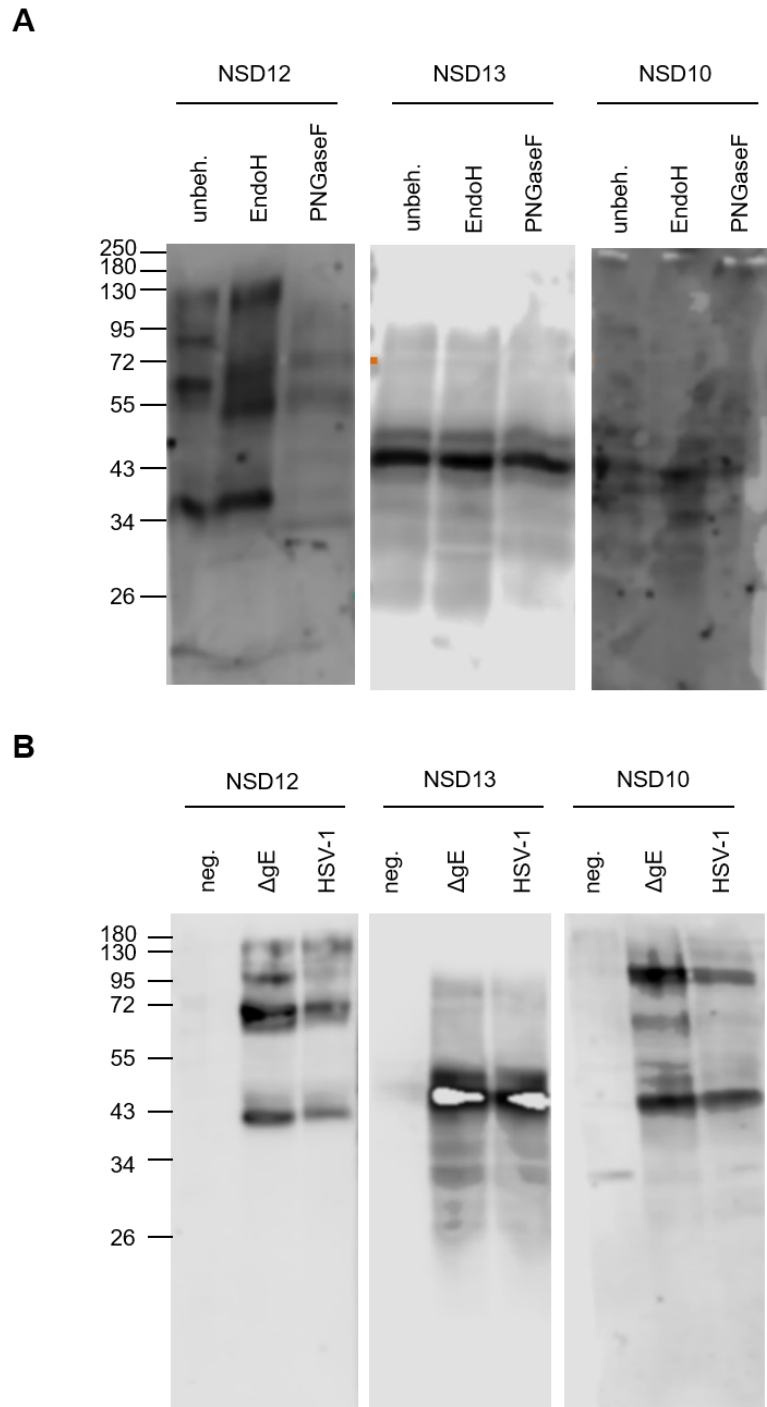 A
NSD12 NSD13 NSD10
unbeh. EndoH PNGaseF unbeh. EndoH PNGaseF unbeh. EndoH PNGaseF
250
180
130
95
72
55
43
34
26
B
NSD12 NSD13 NSD10
neg. ΔgE HSV-1 neg. ΔgE HSV-1 neg. ΔgE HSV-1
180
130
95
72
55
43
34
26